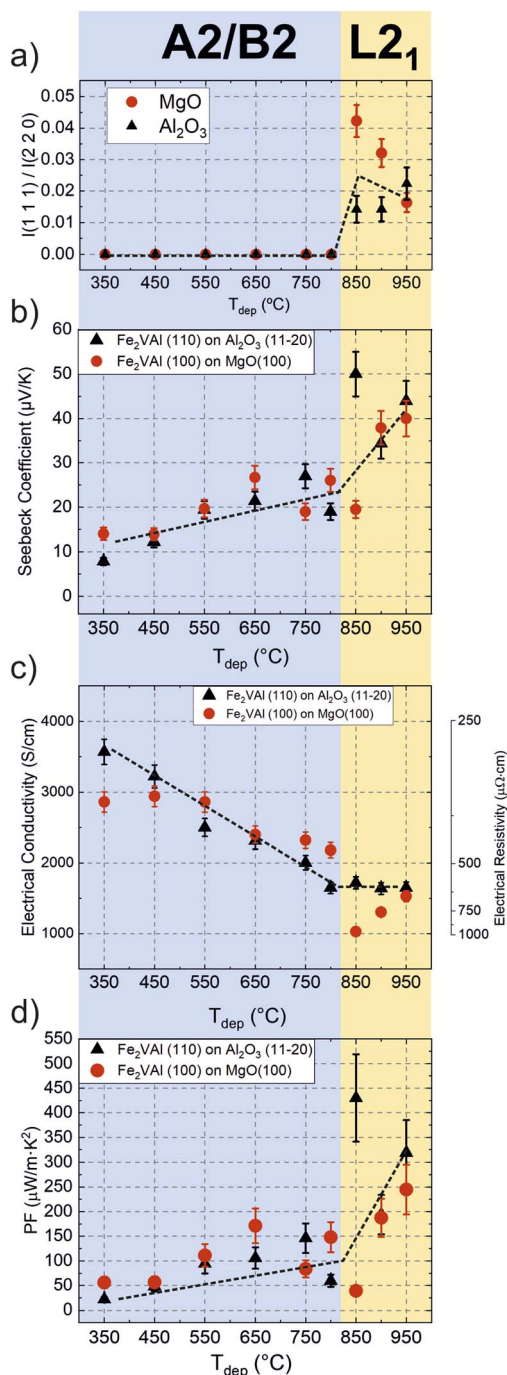 A2/B2 L2₁
a)
I(1 1 1) / I(2 2 0)
0.05
0.04
0.03
0.02
0.01
0.00
MgO
Al₂O₃
350 450 550 650 750 850 950
T_dep (ºC)
b)
Seebeck Coefficient (µV/K)
60
50
40
30
20
10
0
Fe₂VAl (110) on Al₂O₃ (11-20)
Fe₂VAl (100) on MgO(100)
350 450 550 650 750 850 950
T_dep (°C)
c)
Electrical Conductivity (S/cm)
4000
3000
2000
1000
Fe₂VAl (110) on Al₂O₃ (11-20)
Fe₂VAl (100) on MgO(100)
250
500
750
1000
Electrical Resistivity (µΩ·cm)
350 450 550 650 750 850 950
T_dep (°C)
d)
PF (µW/m·K²)
550
500
450
400
350
300
250
200
150
100
50
0
Fe₂VAl (110) on Al₂O₃ (11-20)
Fe₂VAl (100) on MgO(100)
350 450 550 650 750 850 950
T_dep (°C)